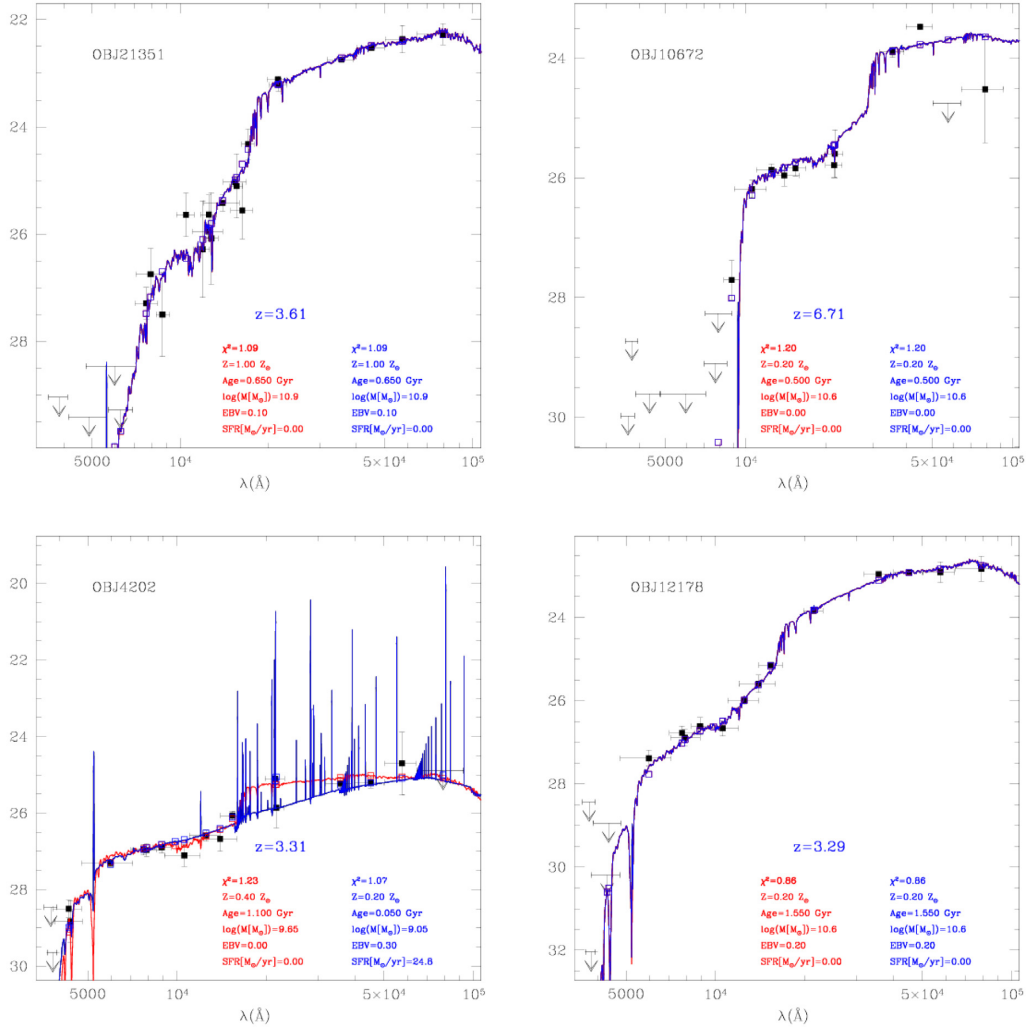 OBJ21351
22
24
26
28
z=3.61
χ²=1.09
Z=1.00 Z⊙
Age=0.650 Gyr
log(M[M⊙])=10.9
EBV=0.10
SFR[M⊙/yr]=0.00
χ²=1.09
Z=1.00 Z⊙
Age=0.650 Gyr
log(M[M⊙])=10.9
EBV=0.10
SFR[M⊙/yr]=0.00
5000 10⁴ 5×10⁴ 10⁵
λ(Å)
OBJ10672
24
26
28
30
z=6.71
χ²=1.20
Z=0.20 Z⊙
Age=0.500 Gyr
log(M[M⊙])=10.6
EBV=0.00
SFR[M⊙/yr]=0.00
χ²=1.20
Z=0.20 Z⊙
Age=0.500 Gyr
log(M[M⊙])=10.6
EBV=0.00
SFR[M⊙/yr]=0.00
5000 10⁴ 5×10⁴ 10⁵
λ(Å)
OBJ4202
20
22
24
26
28
30
z=3.31
χ²=1.23
Z=0.40 Z⊙
Age=1.100 Gyr
log(M[M⊙])=9.65
EBV=0.00
SFR[M⊙/yr]=0.00
χ²=1.07
Z=0.20 Z⊙
Age=0.050 Gyr
log(M[M⊙])=9.05
EBV=0.30
SFR[M⊙/yr]=24.8
5000 10⁴ 5×10⁴ 10⁵
λ(Å)
OBJ12178
24
26
28
30
32
z=3.29
χ²=0.86
Z=0.20 Z⊙
Age=1.550 Gyr
log(M[M⊙])=10.6
EBV=0.20
SFR[M⊙/yr]=0.00
χ²=0.86
Z=0.20 Z⊙
Age=1.550 Gyr
log(M[M⊙])=10.6
EBV=0.20
SFR[M⊙/yr]=0.00
5000 10⁴ 5×10⁴ 10⁵
λ(Å)